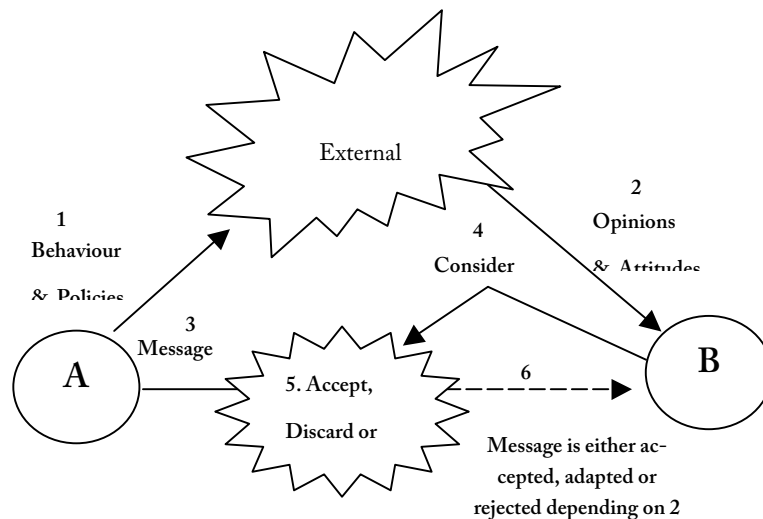 External
1
Behaviour
& Policies
2
Opinions
& Attitudes
4
Consider
3
Message
A
5. Accept,
Discard or
6
B
Message is either ac-
cepted, adapted or
rejected depending on 2